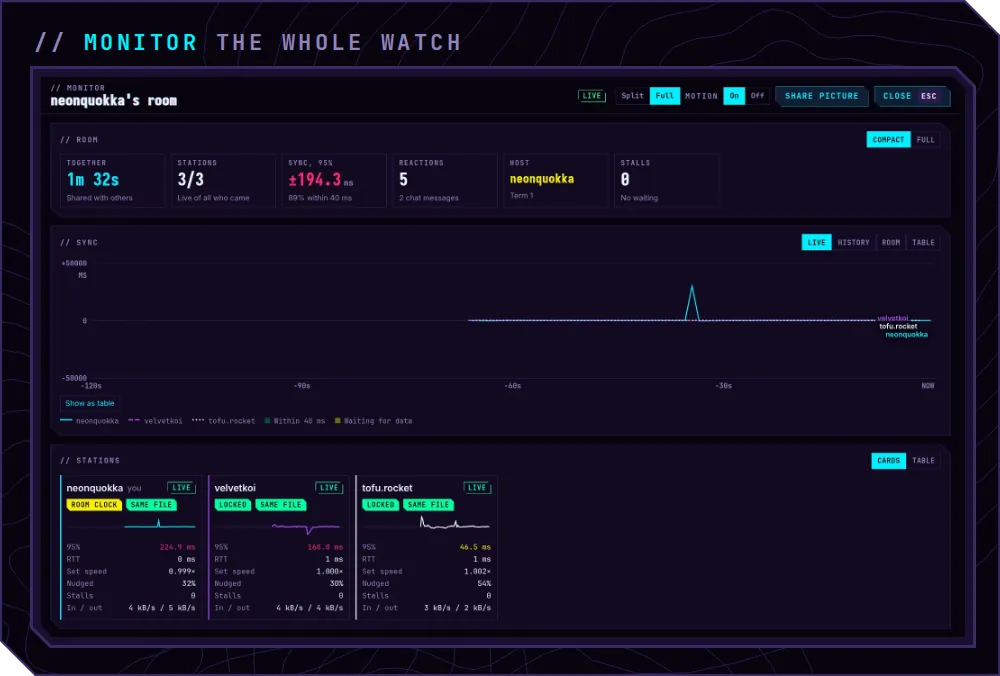 // MONITOR THE WHOLE WATCH
// MONITOR
neonquokka's room
LIVE Split Full MOTION On Off SHARE PICTURE CLOSE ESC
// ROOM
COMPACT FULL
TOGETHER
1m 32s
Shared with others
STATIONS
3/3
Live of all who came
SYNC, 95%
±194.3 ms
89% within 40 ms
REACTIONS
5
2 chat messages
HOST
neonquokka
Term 1
STALLS
0
No waiting
// SYNC
LIVE HISTORY ROOM TABLE
+50000
MS
0
-50000
-120s -90s -60s -30s NOW
velvetkoi
tofu.rocket
neonquokka
Show as table
neonquokka velvetkoi tofu.rocket Within 40 ms Waiting for data
// STATIONS
CARDS TABLE
neonquokka you LIVE
ROOM CLOCK SAME FILE
95% 224.9 ms
RTT 0 ms
Set speed 0.999×
Nudged 32%
Stalls 0
In / out 4 kB/s / 5 kB/s
velvetkoi LIVE
LOCKED SAME FILE
95% 168.0 ms
RTT 1 ms
Set speed 1.000×
Nudged 30%
Stalls 0
In / out 4 kB/s / 4 kB/s
tofu.rocket LIVE
LOCKED SAME FILE
95% 46.5 ms
RTT 1 ms
Set speed 1.002×
Nudged 54%
Stalls 0
In / out 3 kB/s / 2 kB/s